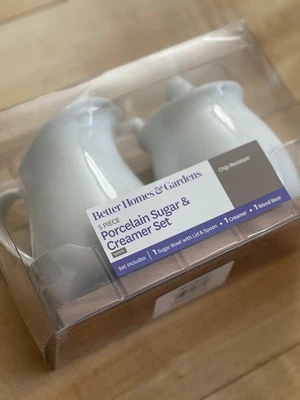 Better Homes & Gardens
5 PIECE
Porcelain Sugar &
Creamer Set
Chip Resistant
Set includes 1 Sugar Bowl with Lid & Spoon • 1 Creamer • 1 Wood Base